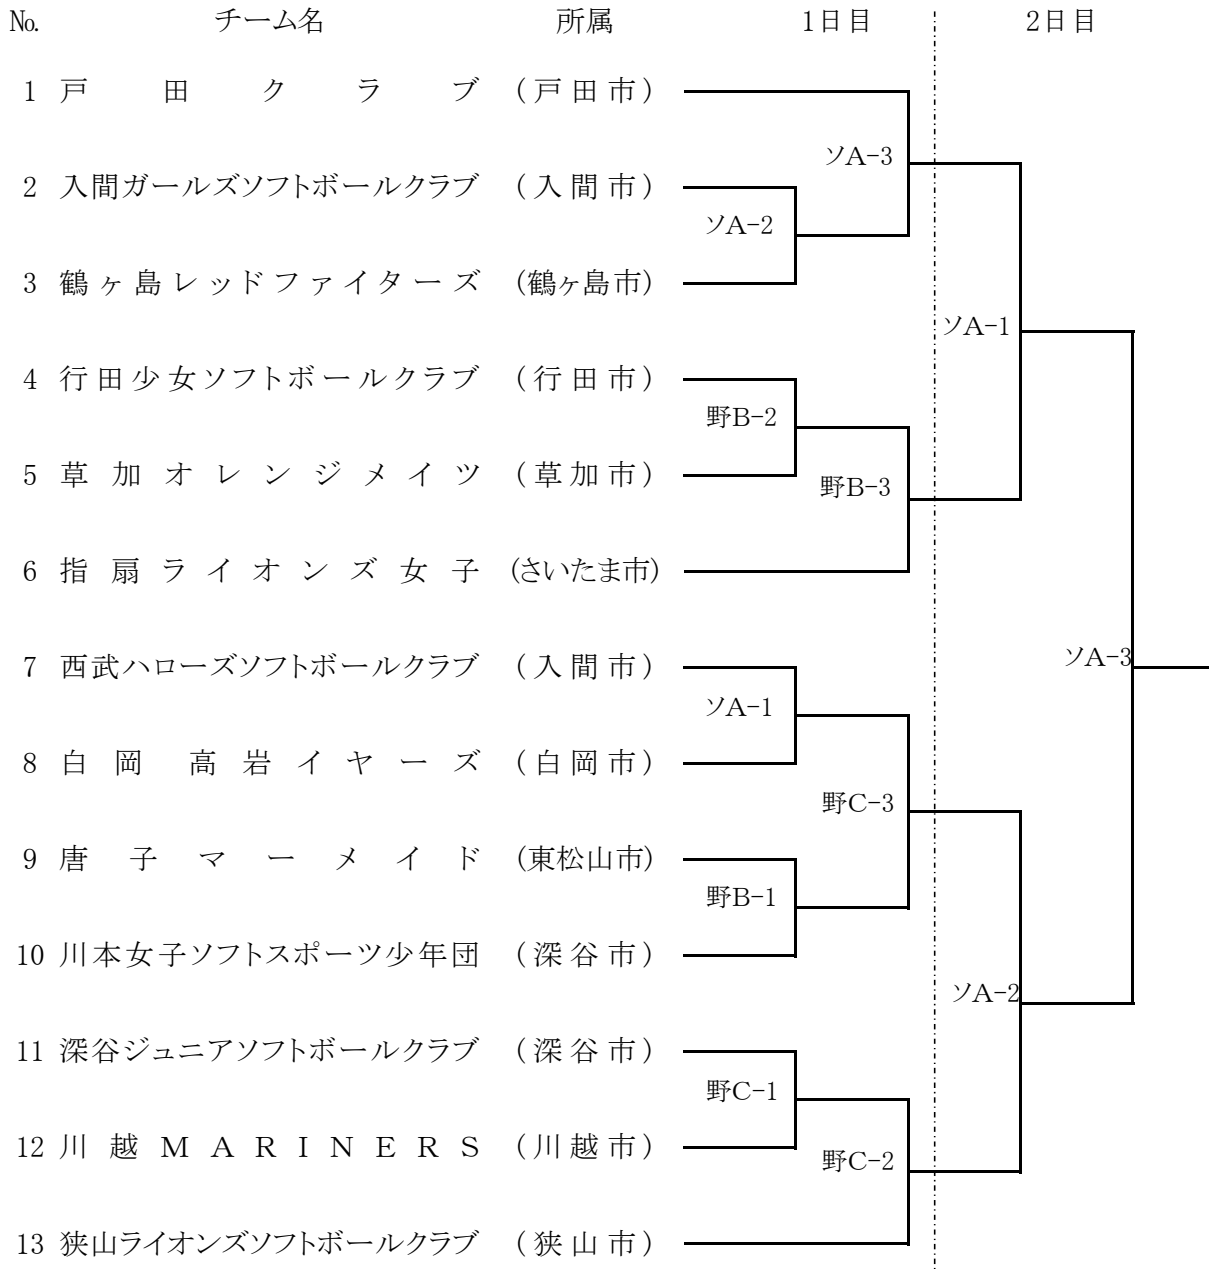 № チーム名 所属 1日目 2日目
1 戸田クラブ (戸田市)
ソA-3
2 入間ガールズソフトボールクラブ (入間市)
ソA-2
3 鶴ヶ島レッドファイターズ (鶴ヶ島市)
ソA-1
4 行田少女ソフトボールクラブ (行田市)
野B-2
5 草加オレンジメイツ (草加市)
野B-3
6 指扇ライオンズ女子 (さいたま市)
7 西武ハローズソフトボールクラブ (入間市)
ソA-3
ソA-1
8 白岡 高岩イヤーズ (白岡市)
野C-3
9 唐子マーメイド (東松山市)
野B-1
10 川本女子ソフトスポーツ少年団 (深谷市)
ソA-2
11 深谷ジュニアソフトボールクラブ (深谷市)
野C-1
12 川越MARINERS (川越市)
野C-2
13 狭山ライオンズソフトボールクラブ (狭山市)